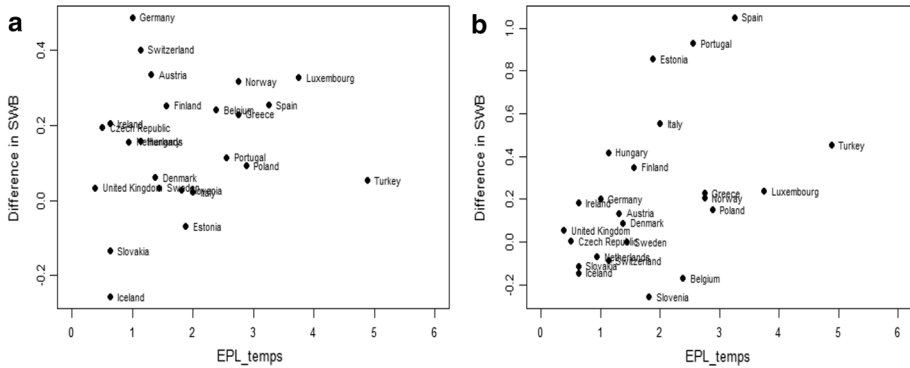 a
Difference in SWB
0.4
0.2
0.0
-0.2
Germany
Switzerland
Austria
Norway
Luxembourg
Finland
Belgium
Spain
Greece
Ireland
Czech Republic
Netherlands
Hungary
Portugal
Poland
Denmark
Turkey
United Kingdom
Sweden
Slovenia
Italy
Estonia
Slovakia
Iceland
0 1 2 3 4 5 6
EPL_temps
b
Difference in SWB
1.0
0.8
0.6
0.4
0.2
0.0
-0.2
Spain
Portugal
Estonia
Italy
Turkey
Hungary
Finland
Greece
Luxembourg
Germany
Norway
Ireland
Poland
Austria
Denmark
United Kingdom
Czech Republic
Sweden
Netherlands
Switzerland
Slovakia
Iceland
Belgium
Slovenia
0 1 2 3 4 5 6
EPL_temps